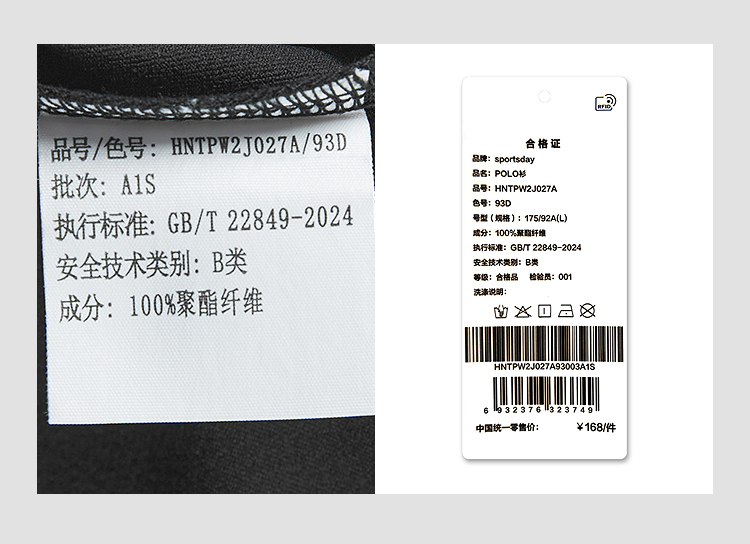 品号/色号: HNTPW2J027A/93D
批次: A1S
执行标准: GB/T 22849-2024
安全技术类别: B类
成分: 100%聚酯纤维
RFID
合格证
品牌: sportsday
品名: POLO衫
品号: HNTPW2J027A
色号: 93D
号型（规格）: 175/92A(L)
成分: 100%聚酯纤维
执行标准: GB/T 22849-2024
安全技术类别: B类
等级: 合格品 检验员: 001
洗涤说明:
HNTPW2J027A93003A1S
6 932376 323749
中国统一零售价: ¥168/件